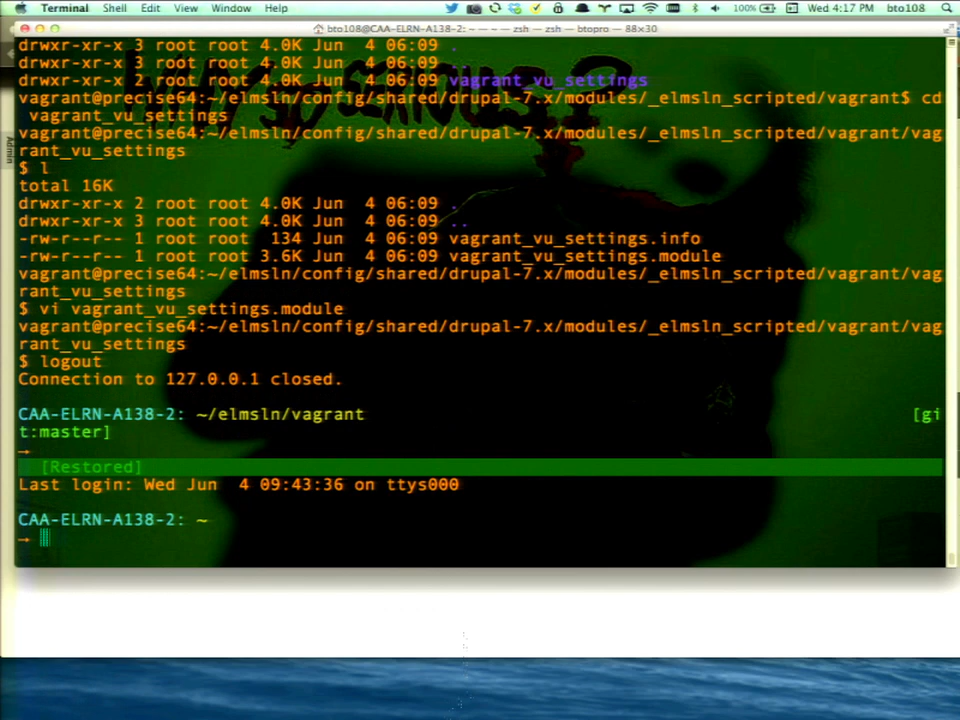 Terminal Shell Edit View Window Help 100% Wed 4:17 PM bto108
bto108@CAA-ELRN-A138-2: ~ — ~ — zsh — zsh — btopro — 88×30
drwxr-xr-x 3 root root 4.0K Jun  4 06:09 .
drwxr-xr-x 3 root root 4.0K Jun  4 06:09 ..
drwxr-xr-x 2 root root 4.0K Jun  4 06:09 vagrant_vu_settings
vagrant@precise64:~/elmsln/config/shared/drupal-7.x/modules/_elmsln_scripted/vagrant$ cd
 vagrant_vu_settings
vagrant@precise64:~/elmsln/config/shared/drupal-7.x/modules/_elmsln_scripted/vagrant/vag
rant_vu_settings
$ l
total 16K
drwxr-xr-x 2 root root 4.0K Jun  4 06:09 .
drwxr-xr-x 3 root root 4.0K Jun  4 06:09 ..
-rw-r--r-- 1 root root  134 Jun  4 06:09 vagrant_vu_settings.info
-rw-r--r-- 1 root root 3.6K Jun  4 06:09 vagrant_vu_settings.module
vagrant@precise64:~/elmsln/config/shared/drupal-7.x/modules/_elmsln_scripted/vagrant/vag
rant_vu_settings
$ vi vagrant_vu_settings.module
vagrant@precise64:~/elmsln/config/shared/drupal-7.x/modules/_elmsln_scripted/vagrant/vag
rant_vu_settings
$ logout
Connection to 127.0.0.1 closed.
CAA-ELRN-A138-2: ~/elmsln/vagrant [gi
t:master]
→
[Restored]
Last login: Wed Jun  4 09:43:36 on ttys000
CAA-ELRN-A138-2: ~
→
WHY SO SERIOUS?
Admin